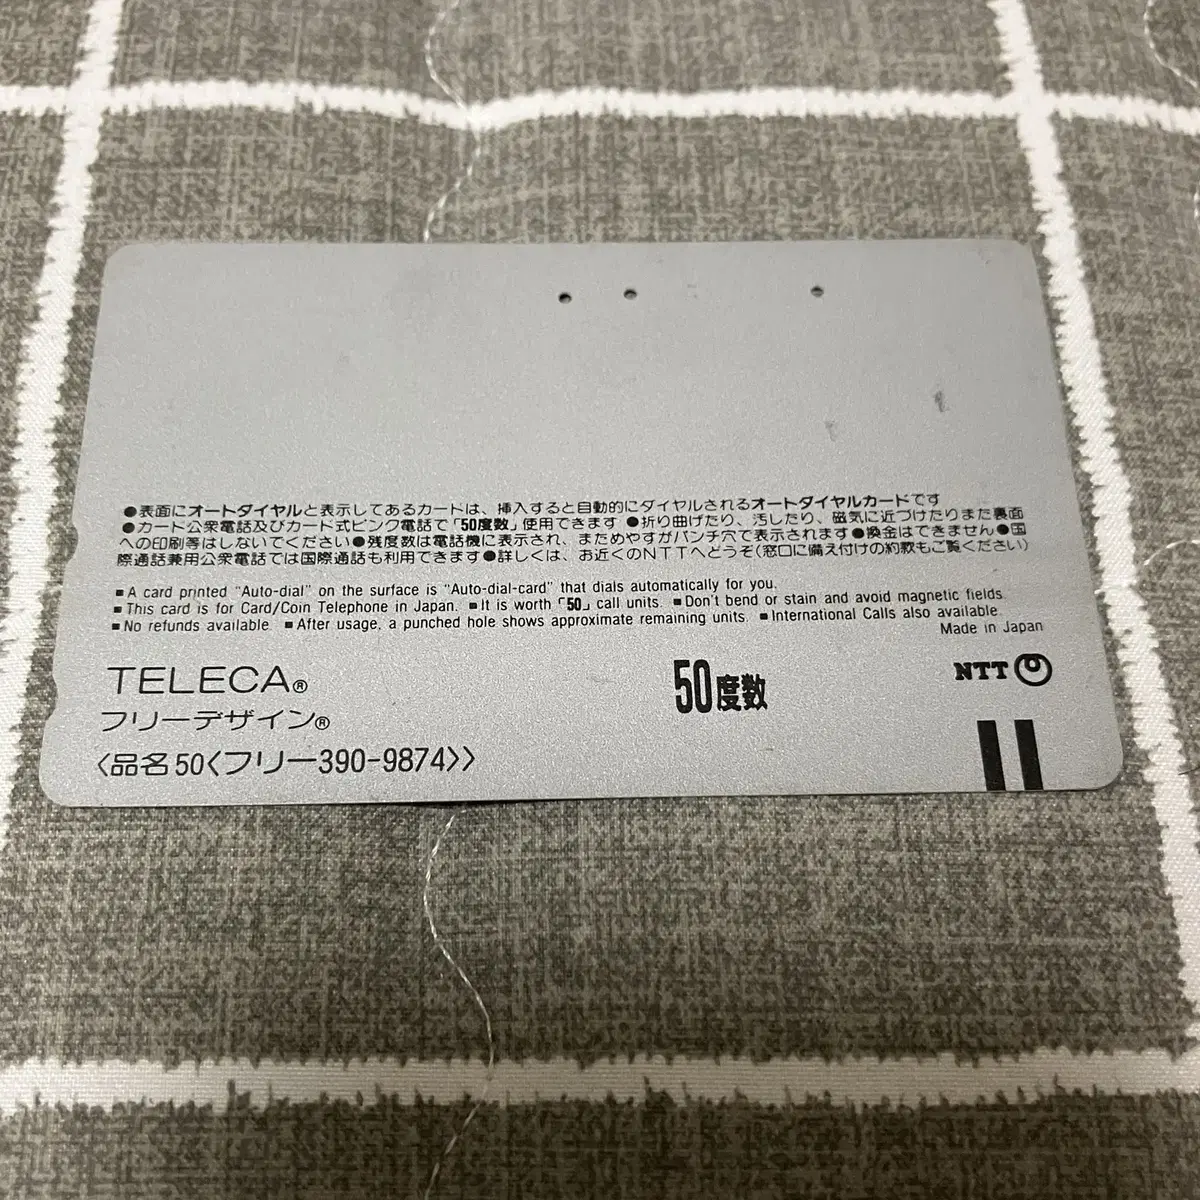 ●表面にオートダイヤルと表示してあるカードは、挿入すると自動的にダイヤルされるオートダイヤルカードです
●カード公衆電話及びカード式ピンク電話で「50度数」使用できます ●折り曲げたり、汚したり、磁気に近づけたりまた裏面
への印刷等はしないでください●残度数は電話機に表示され、まためやすがパンチ穴で表示されます●換金はできません●国
際通話兼用公衆電話では国際通話も利用できます●詳しくは、お近くのNTTへどうぞ(窓口に備え付けの約款もご覧ください)
■A card printed "Auto-dial" on the surface is "Auto-dial-card" that dials automatically for you.
■This card is for Card/Coin Telephone in Japan. ■It is worth「50」call units. ■Don't bend or stain and avoid magnetic fields.
■No refunds available. ■After usage, a punched hole shows approximate remaining units. ■International Calls also available.
Made in Japan
TELECA®
フリーデザイン®
〈品名50〈フリー390-9874〉〉
50度数
NTT